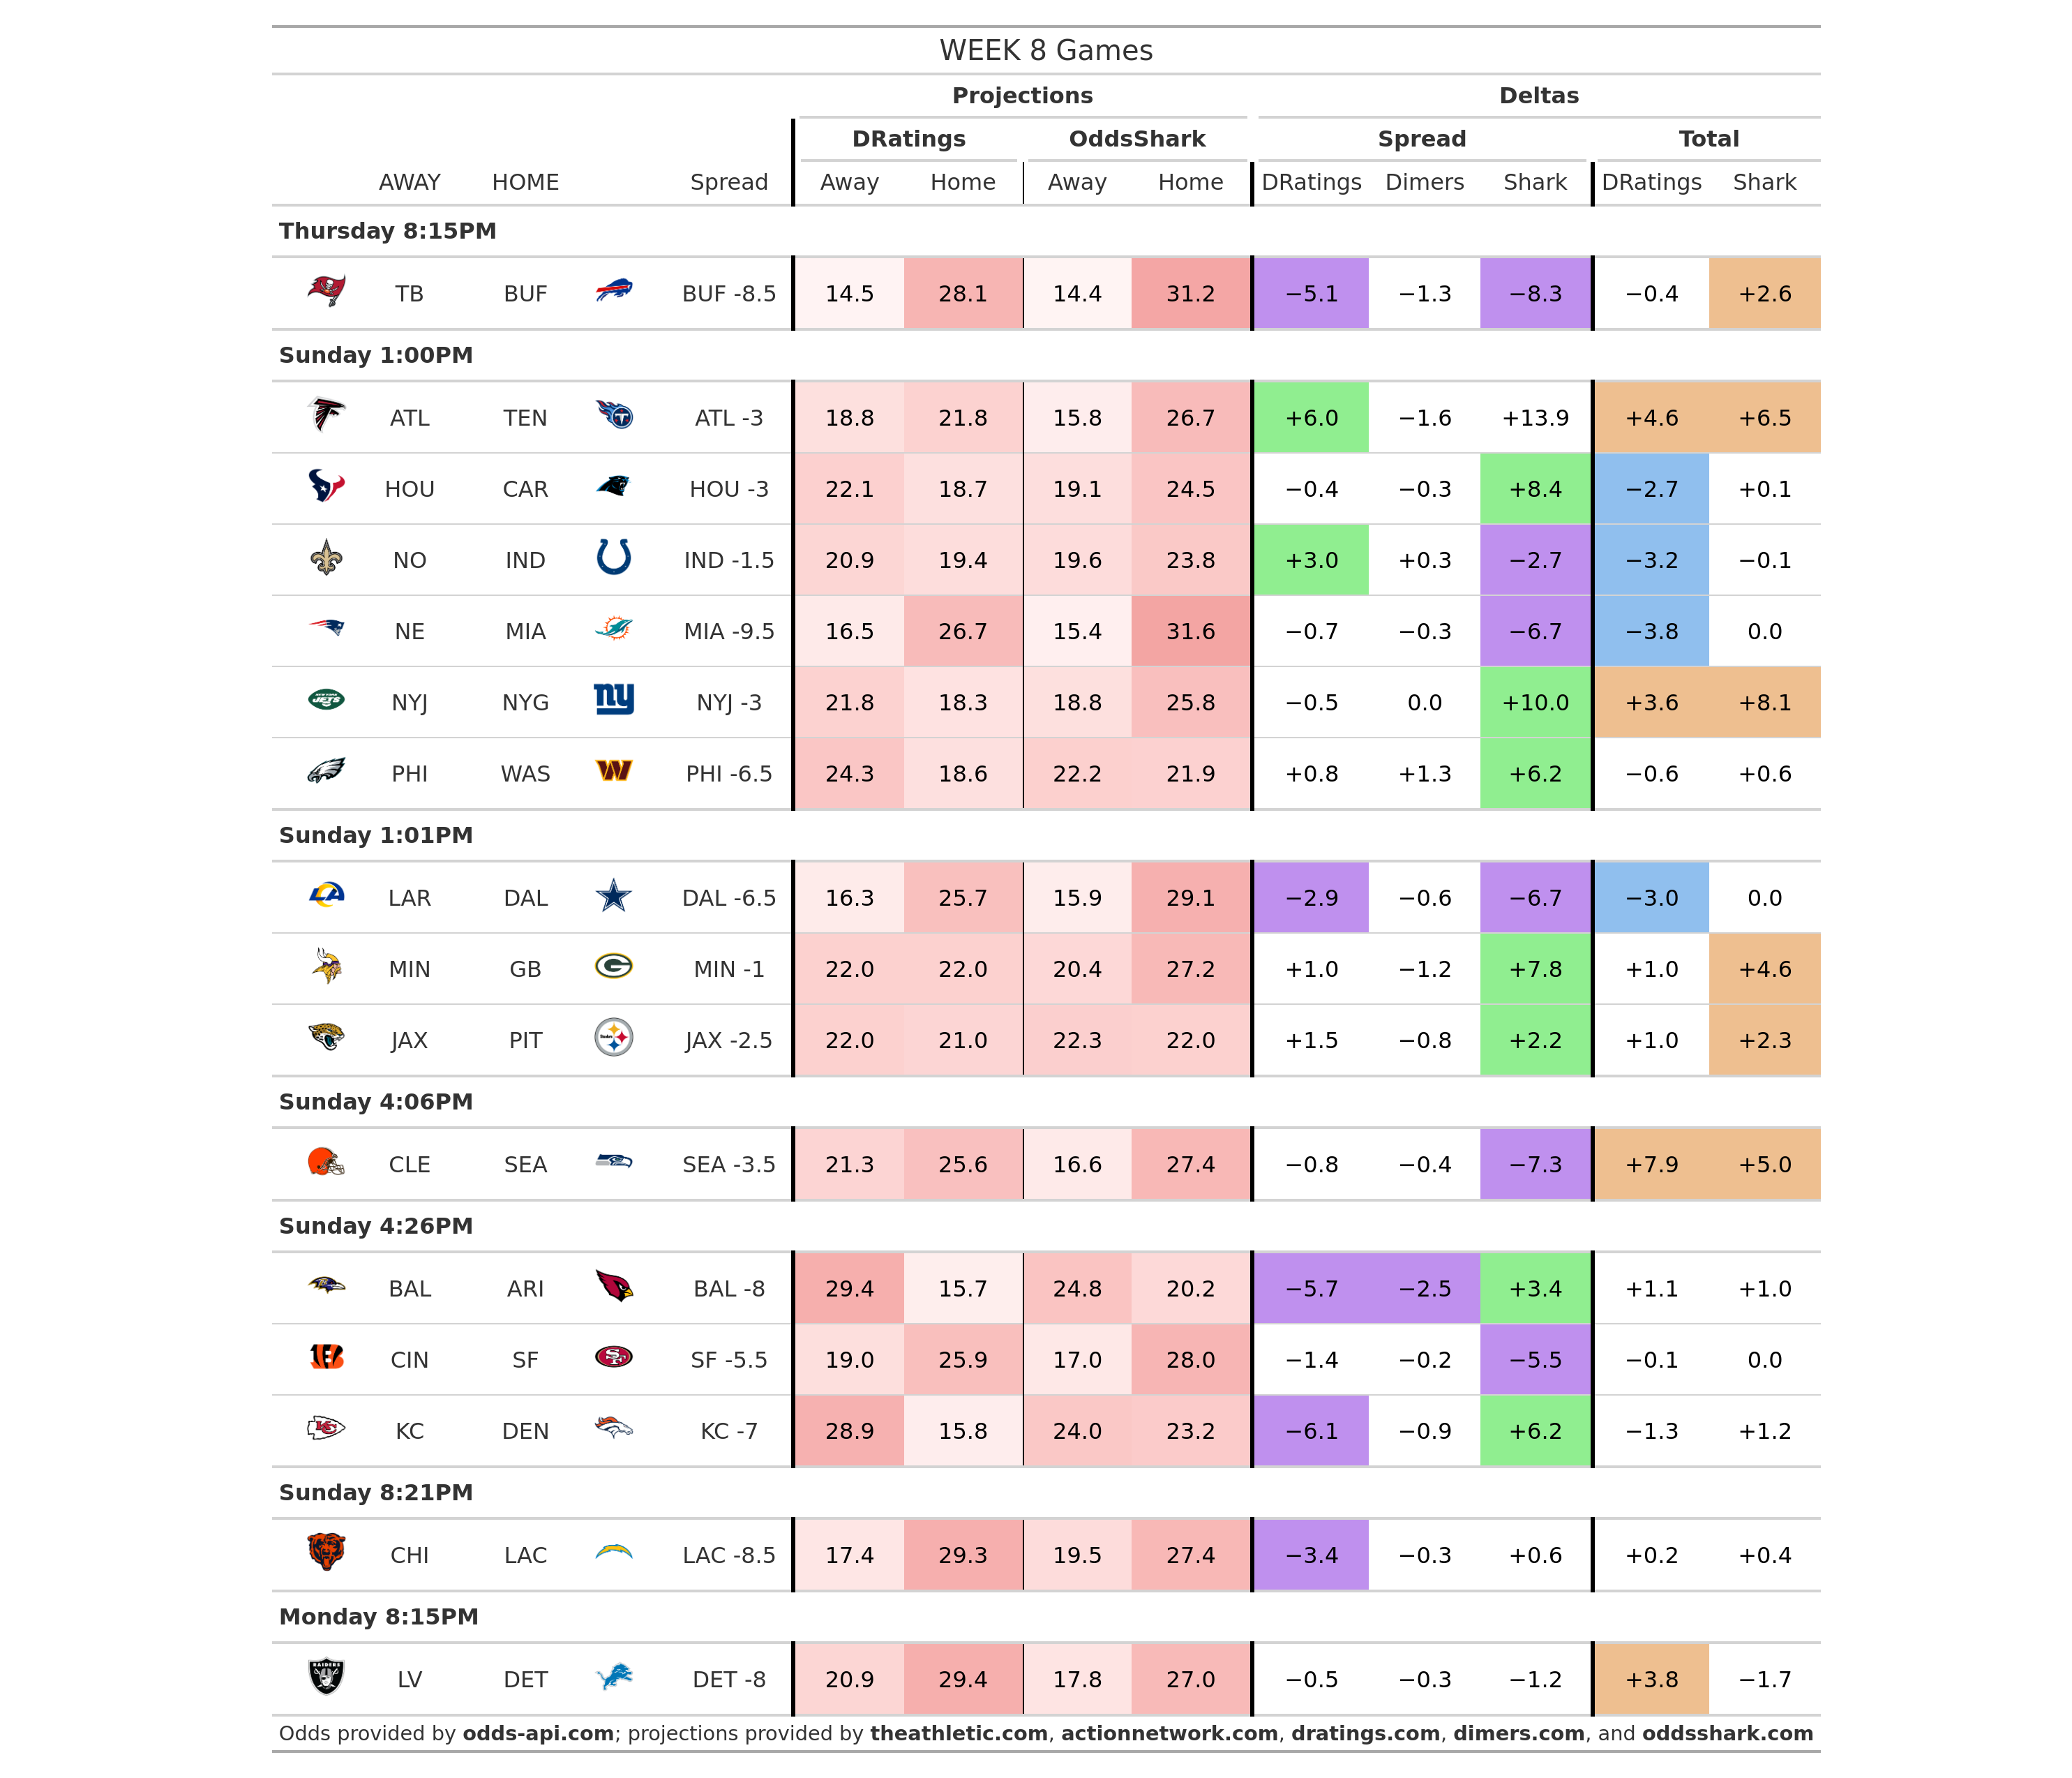 WEEK 8 Games
Projections Deltas
DRatings OddsShark Spread Total
AWAY HOME Spread Away Home Away Home DRatings Dimers Shark DRatings Shark
Thursday 8:15PM
TB BUF BUF -8.5 14.5 28.1 14.4 31.2 −5.1 −1.3 −8.3 −0.4 +2.6
Sunday 1:00PM
ATL TEN ATL -3 18.8 21.8 15.8 26.7 +6.0 −1.6 +13.9 +4.6 +6.5
HOU CAR HOU -3 22.1 18.7 19.1 24.5 −0.4 −0.3 +8.4 −2.7 +0.1
NO IND IND -1.5 20.9 19.4 19.6 23.8 +3.0 +0.3 −2.7 −3.2 −0.1
NE MIA MIA -9.5 16.5 26.7 15.4 31.6 −0.7 −0.3 −6.7 −3.8 0.0
JETS NYJ NYG ny NYJ -3 21.8 18.3 18.8 25.8 −0.5 0.0 +10.0 +3.6 +8.1
PHI WAS W PHI -6.5 24.3 18.6 22.2 21.9 +0.8 +1.3 +6.2 −0.6 +0.6
Sunday 1:01PM
LA LAR DAL DAL -6.5 16.3 25.7 15.9 29.1 −2.9 −0.6 −6.7 −3.0 0.0
MIN GB G MIN -1 22.0 22.0 20.4 27.2 +1.0 −1.2 +7.8 +1.0 +4.6
JAX PIT JAX -2.5 22.0 21.0 22.3 22.0 +1.5 −0.8 +2.2 +1.0 +2.3
Sunday 4:06PM
CLE SEA SEA -3.5 21.3 25.6 16.6 27.4 −0.8 −0.4 −7.3 +7.9 +5.0
Sunday 4:26PM
BAL ARI BAL -8 29.4 15.7 24.8 20.2 −5.7 −2.5 +3.4 +1.1 +1.0
B CIN SF SF SF -5.5 19.0 25.9 17.0 28.0 −1.4 −0.2 −5.5 −0.1 0.0
KC KC DEN KC -7 28.9 15.8 24.0 23.2 −6.1 −0.9 +6.2 −1.3 +1.2
Sunday 8:21PM
CHI LAC LAC -8.5 17.4 29.3 19.5 27.4 −3.4 −0.3 +0.6 +0.2 +0.4
Monday 8:15PM
RAIDERS LV DET DET -8 20.9 29.4 17.8 27.0 −0.5 −0.3 −1.2 +3.8 −1.7
Odds provided by odds-api.com; projections provided by theathletic.com, actionnetwork.com, dratings.com, dimers.com, and oddsshark.com